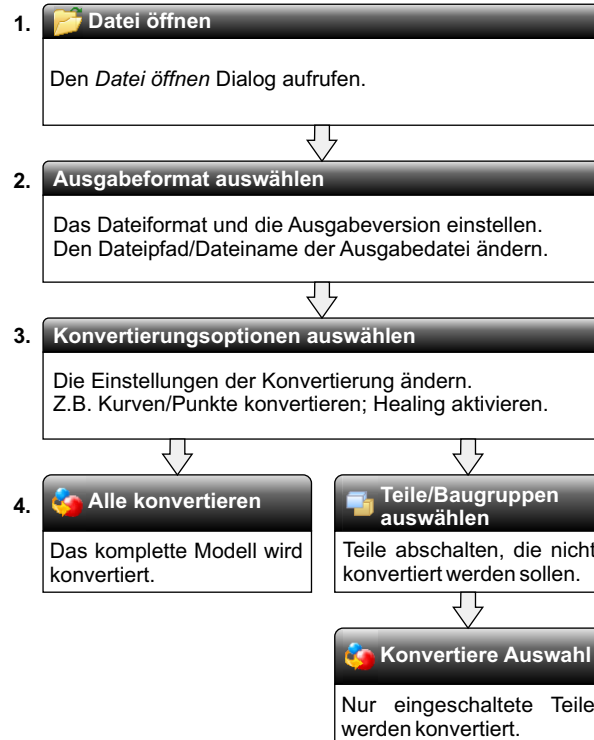 1. Datei öffnen
Den Datei öffnen Dialog aufrufen.
2. Ausgabeformat auswählen
Das Dateiformat und die Ausgabeversion einstellen.
Den Dateipfad/Dateiname der Ausgabedatei ändern.
3. Konvertierungsoptionen auswählen
Die Einstellungen der Konvertierung ändern.
Z.B. Kurven/Punkte konvertieren; Healing aktivieren.
4. Alle konvertieren
Das komplette Modell wird
konvertiert.
Teile/Baugruppen
auswählen
Teile abschalten, die nicht
konvertiert werden sollen.
Konvertiere Auswahl
Nur eingeschaltete Teile
werden konvertiert.